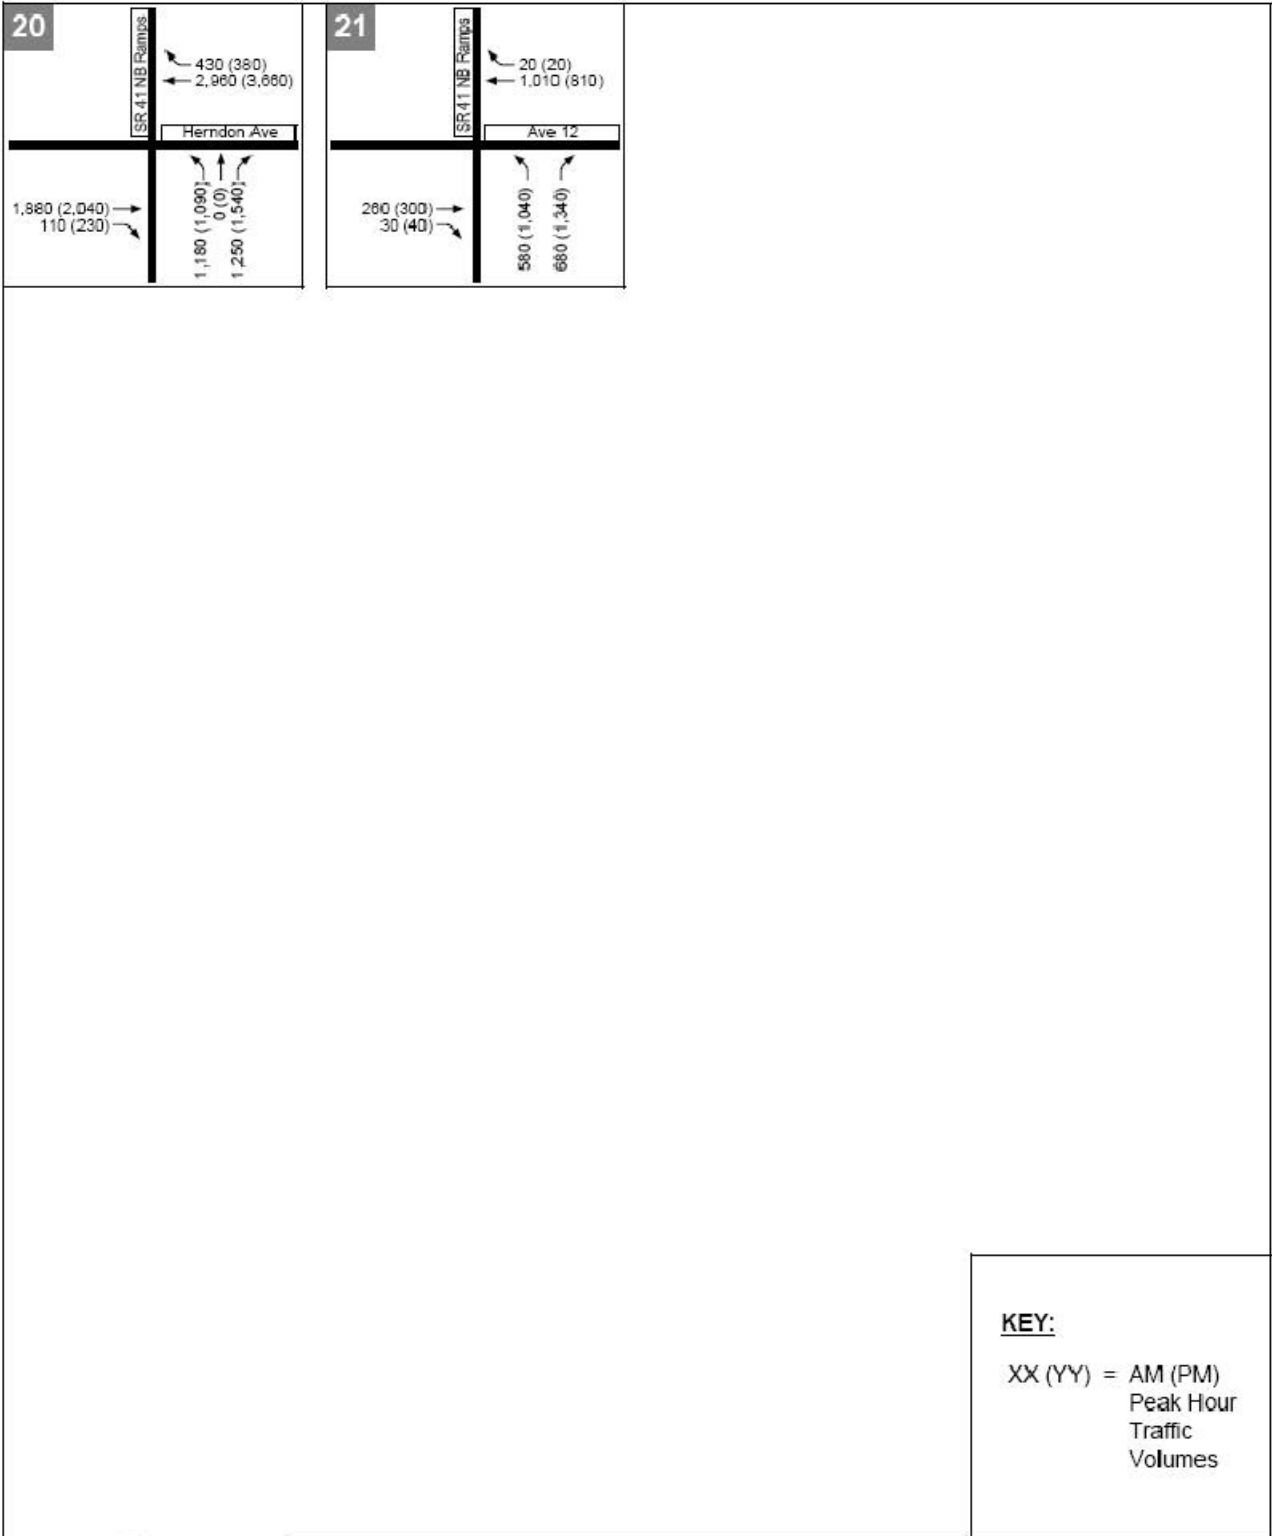 20
SR 41 NB Ramps
430 (380)
2,960 (3,660)
Herndon Ave
1,880 (2,040)
110 (230)
1,180 (1,090)
0 (0)
1,250 (1,540)
21
SR 41 NB Ramps
20 (20)
1,010 (810)
Ave 12
260 (300)
30 (40)
580 (1,040)
680 (1,340)
KEY:
XX (YY) = AM (PM)
Peak Hour
Traffic
Volumes